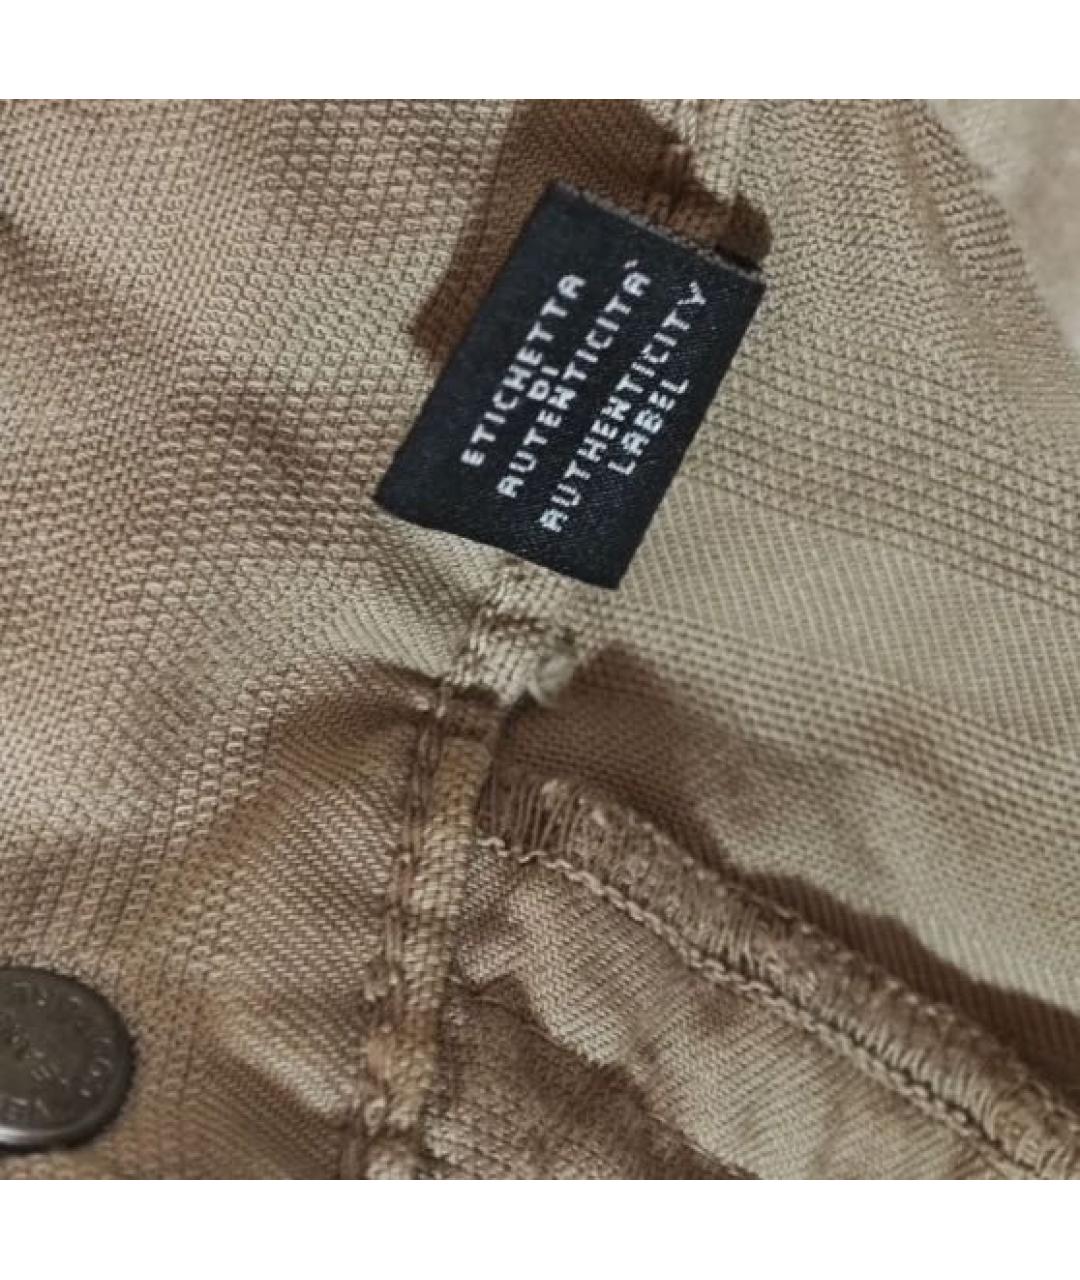 ETICHETTA
DI
AUTENTICITA`
AUTHENTICITY
LABEL